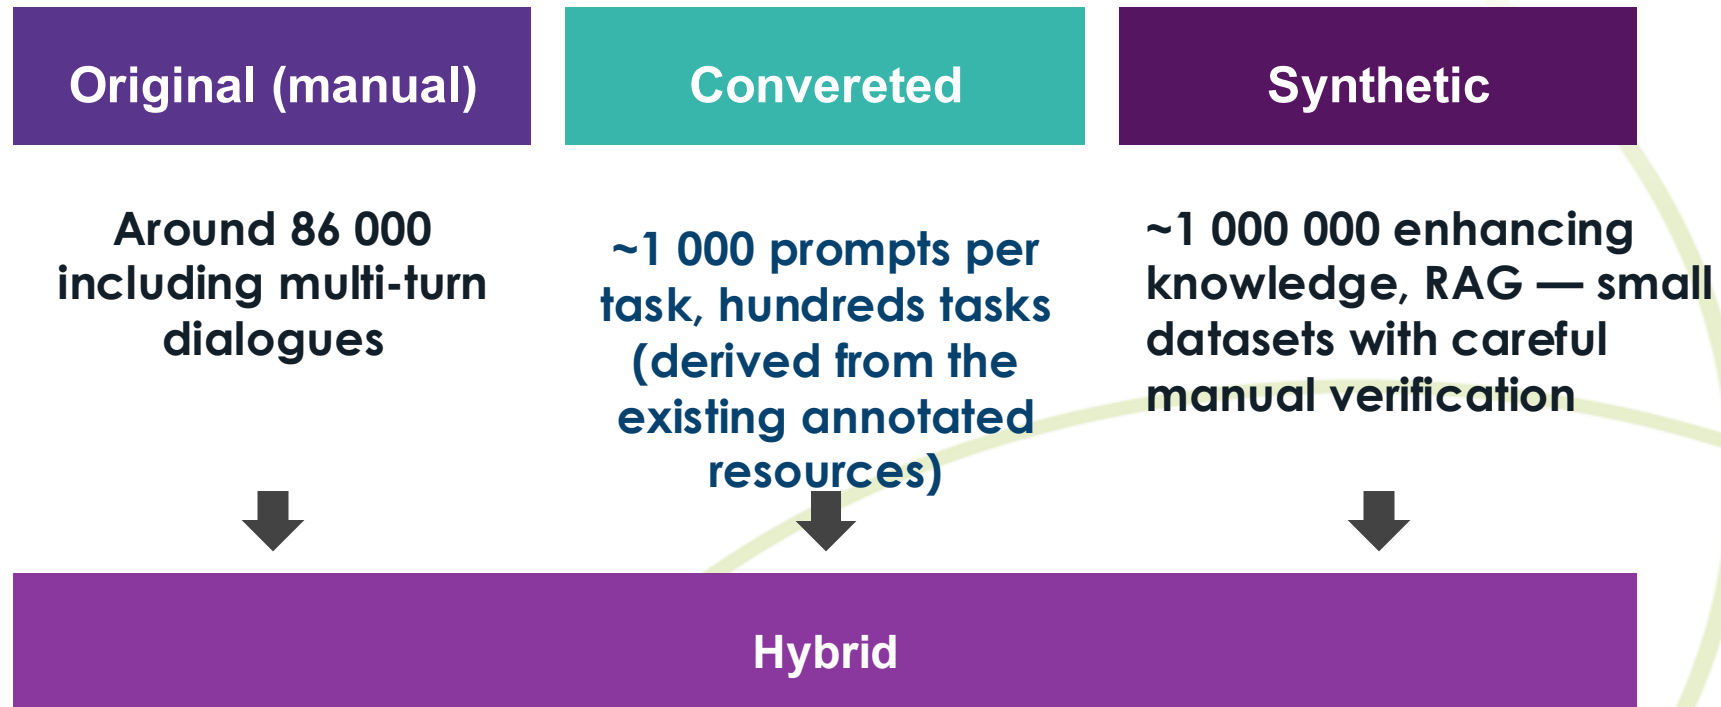 Original (manual)
Around 86 000
including multi-turn
dialogues
Convereted
~1 000 prompts per
task, hundreds tasks
(derived from the
existing annotated
resources)
Synthetic
~1 000 000 enhancing
knowledge, RAG — small
datasets with careful
manual verification
Hybrid